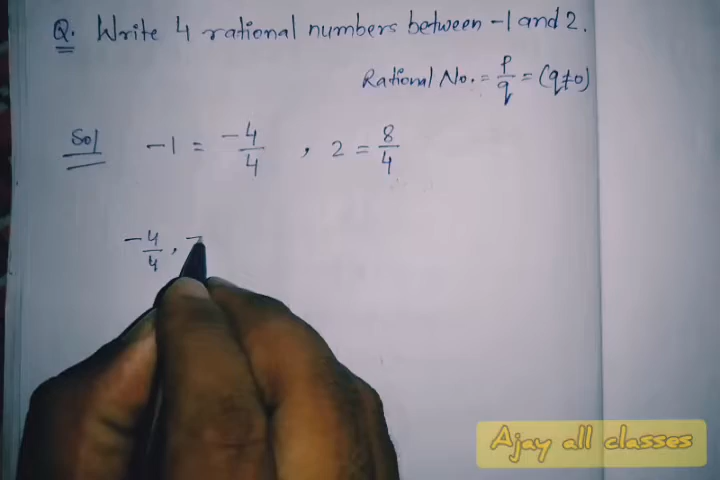 Q. Write 4 rational numbers between -1 and 2.
Rational No. = p/q = (q≠0)
Sol -1 = -4/4 , 2 = 8/4
-4/4 , -
Ajay all classes